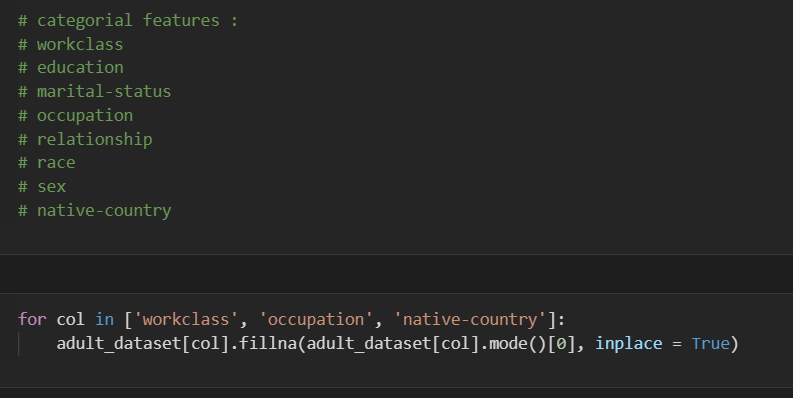 # categorial features :
# workclass
# education
# marital-status
# occupation
# relationship
# race
# sex
# native-country
for col in ['workclass', 'occupation', 'native-country']:
    adult_dataset[col].fillna(adult_dataset[col].mode()[0], inplace = True)